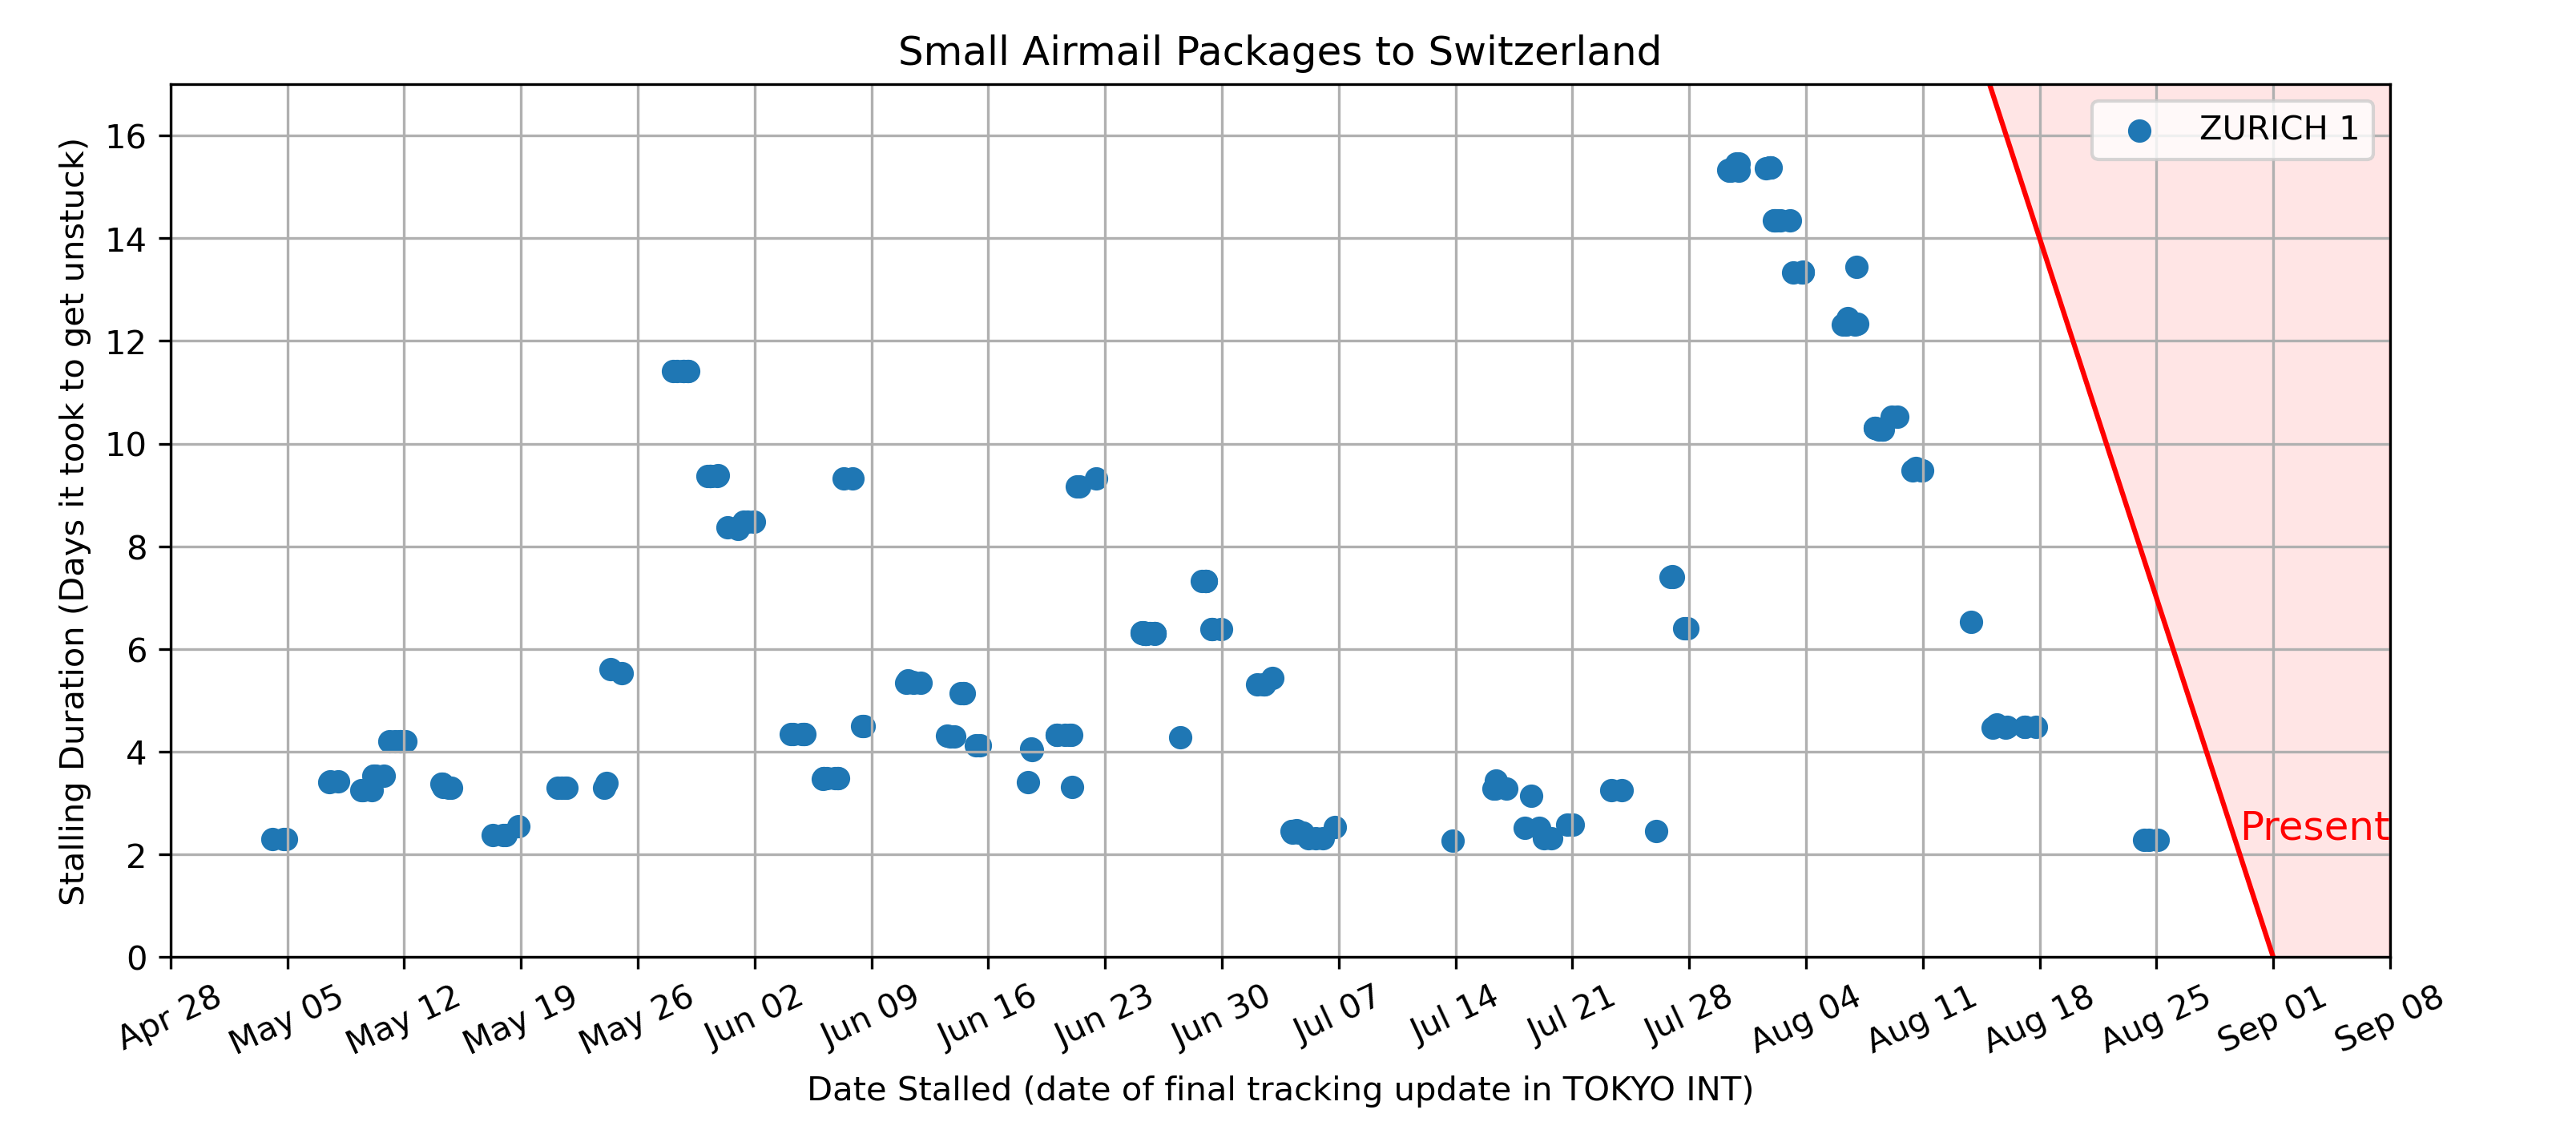 Small Airmail Packages to Switzerland
ZURICH 1
Stalling Duration (Days it took to get unstuck)
16
14
12
10
8
6
4
2
0
Present
Apr 28 May 05 May 12 May 19 May 26 Jun 02 Jun 09 Jun 16 Jun 23 Jun 30 Jul 07 Jul 14 Jul 21 Jul 28 Aug 04 Aug 11 Aug 18 Aug 25 Sep 01 Sep 08
Date Stalled (date of final tracking update in TOKYO INT)